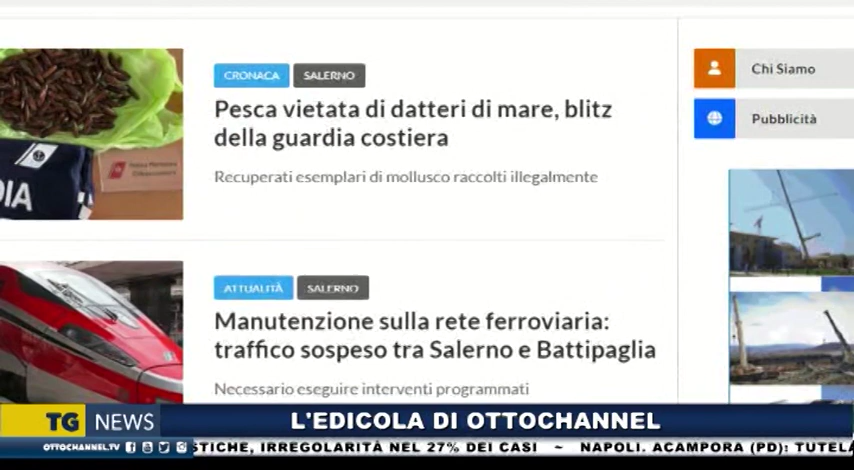 CRONACA SALERNO
Pesca vietata di datteri di mare, blitz
della guardia costiera
Recuperati esemplari di mollusco raccolti illegalmente
Chi Siamo
Pubblicità
DIA
ATTUALITÀ SALERNO
Manutenzione sulla rete ferroviaria:
traffico sospeso tra Salerno e Battipaglia
Necessario eseguire interventi programmati
TG NEWS
L'EDICOLA DI OTTOCHANNEL
OTTOCHANNEL.TV
STICHE, IRREGOLARITÀ NEL 27% DEI CASI ~ NAPOLI. ACAMPORA (PD): TUTELA